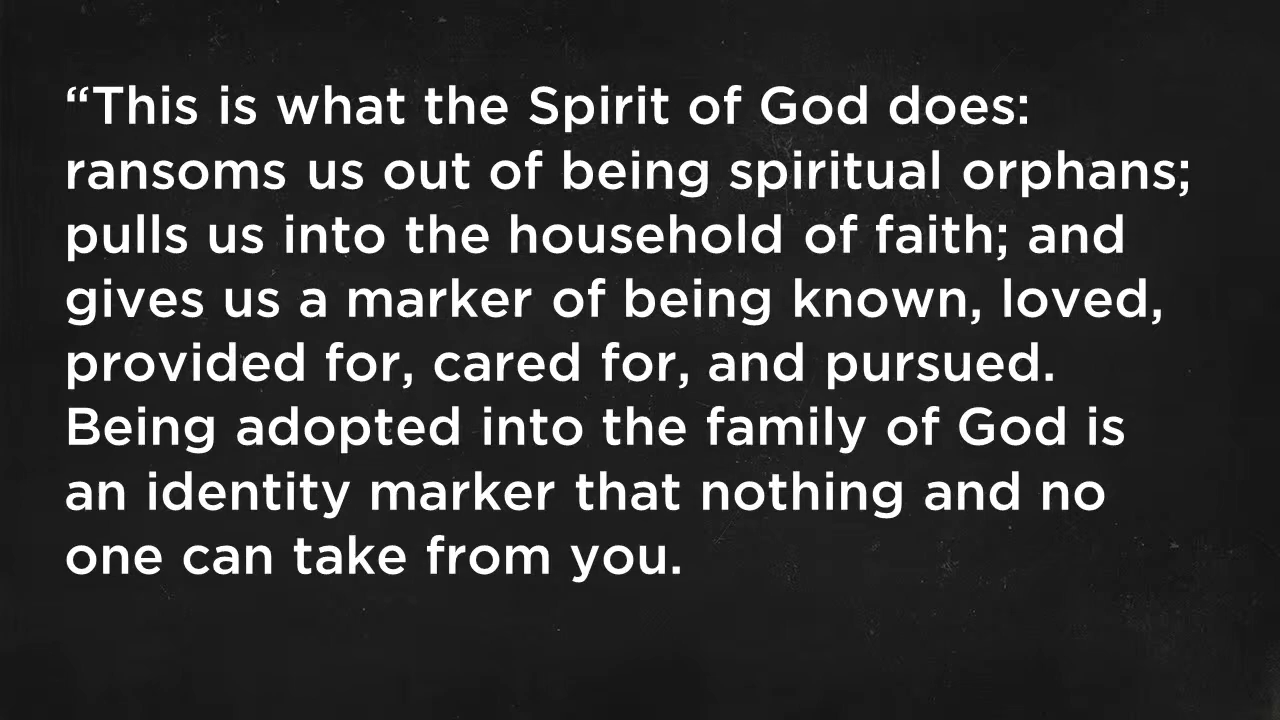 “This is what the Spirit of God does:
ransoms us out of being spiritual orphans;
pulls us into the household of faith; and
gives us a marker of being known, loved,
provided for, cared for, and pursued.
Being adopted into the family of God is
an identity marker that nothing and no
one can take from you.